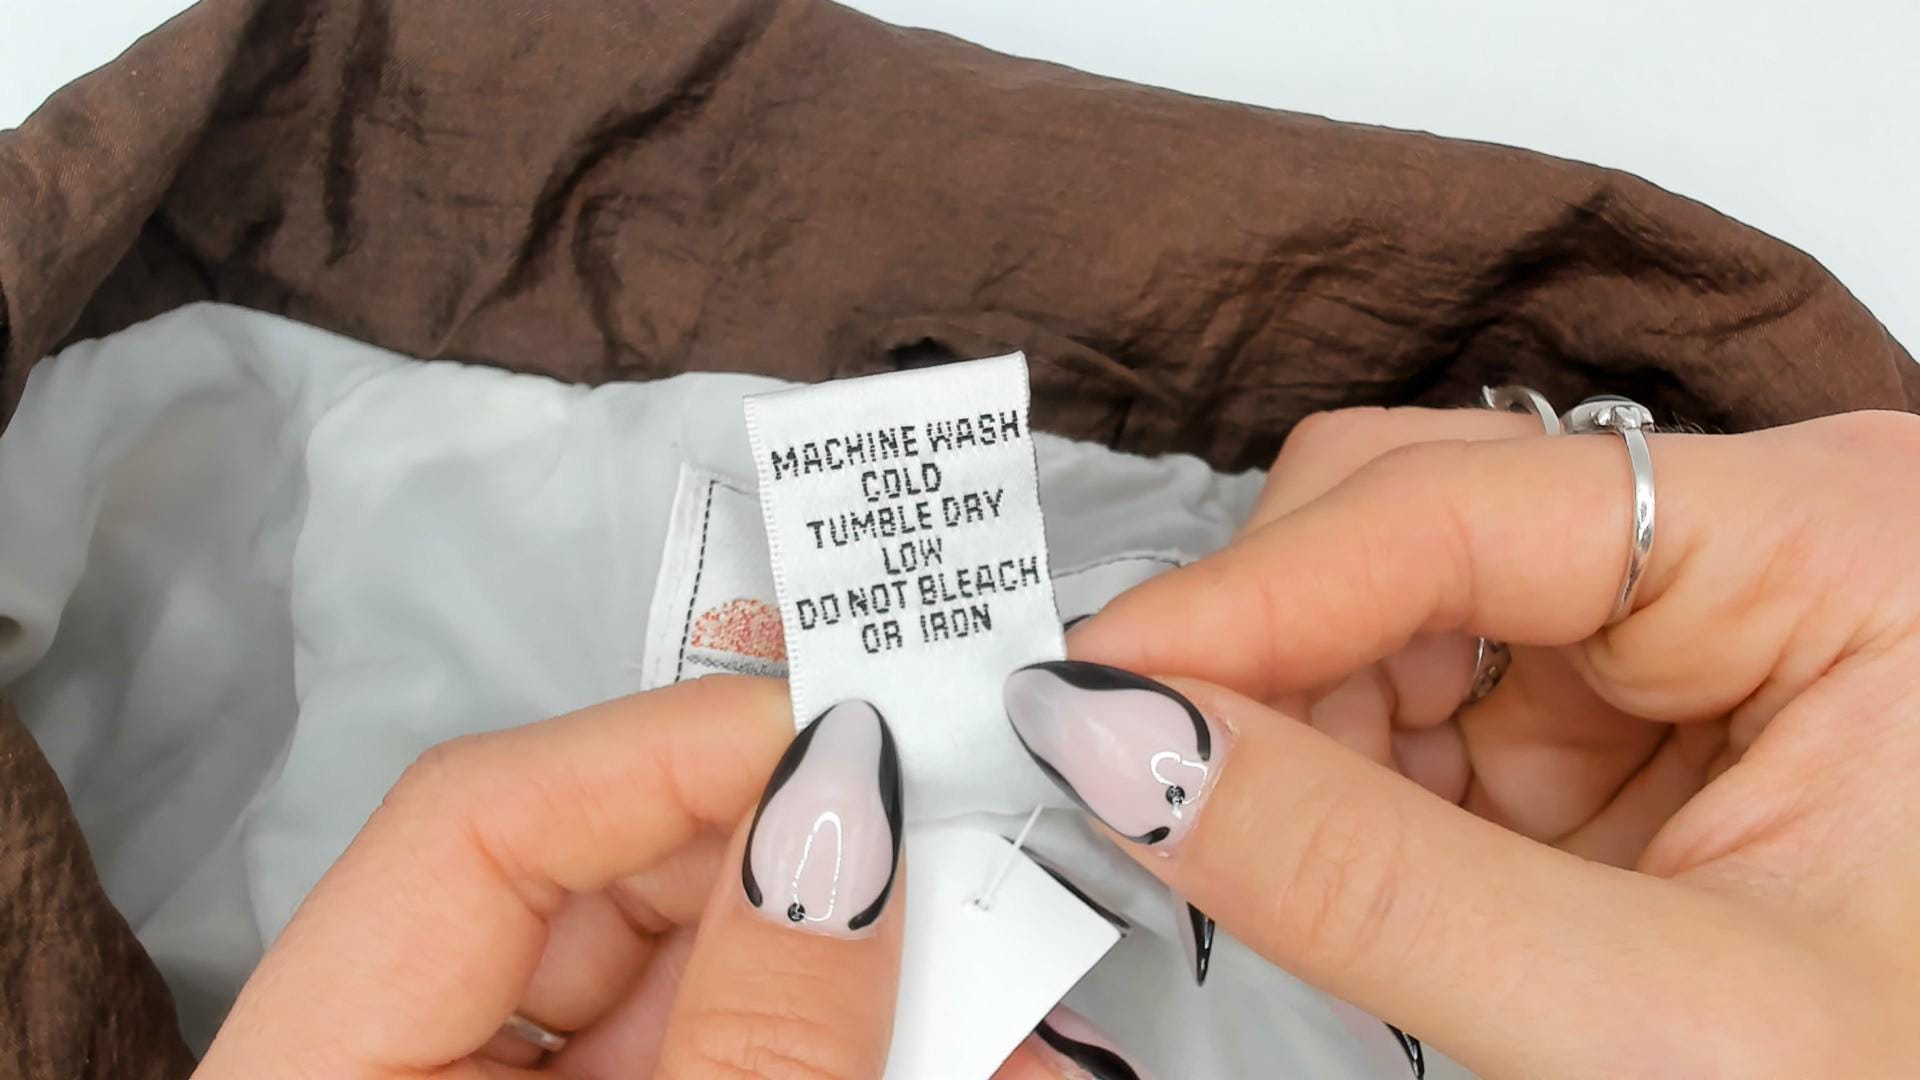 MACHINE WASH
COLD
TUMBLE DRY
LOW
DO NOT BLEACH
OR IRON